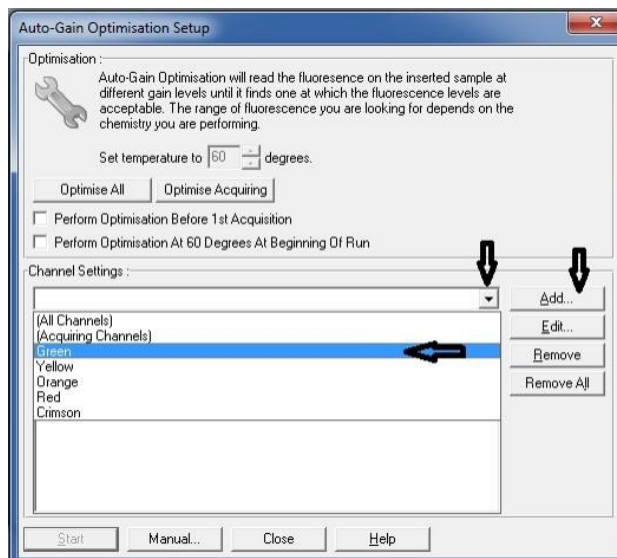 Auto-Gain Optimisation Setup
Optimisation :
Auto-Gain Optimisation will read the fluoresence on the inserted sample at
different gain levels until it finds one at which the fluorescence levels are
acceptable. The range of fluorescence you are looking for depends on the
chemistry you are performing.
Set temperature to 60 degrees.
Optimise All Optimise Acquiring
Perform Optimisation Before 1st Acquisition
Perform Optimisation At 60 Degrees At Beginning Of Run
Channel Settings :
Add...
(All Channels)
(Acquiring Channels)
Edit...
Green
Yellow
Remove
Orange
Red
Remove All
Crimson
Start Manual... Close Help